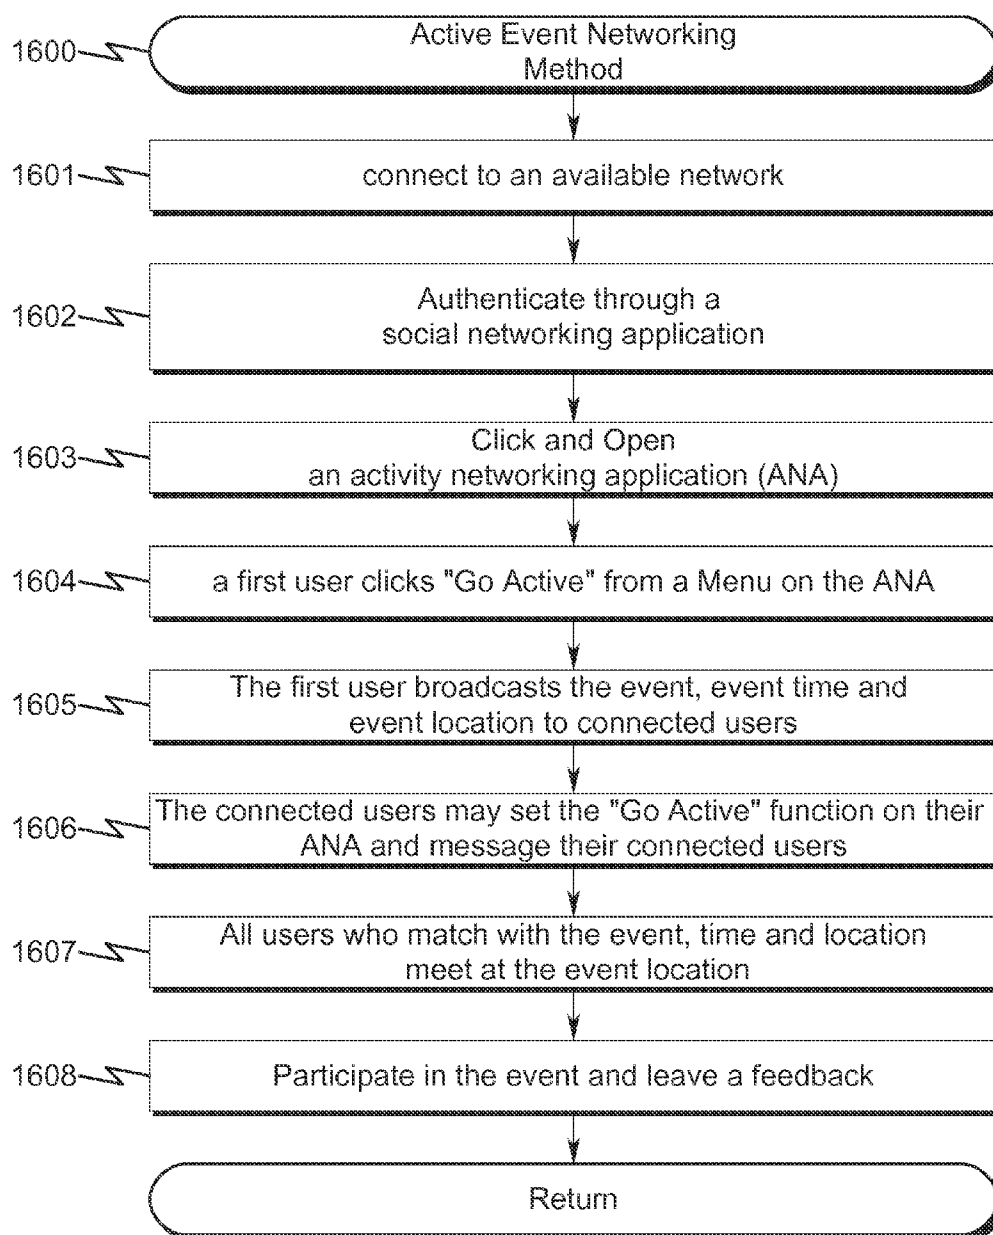 1600
Active Event Networking
Method
1601
connect to an available network
1602
Authenticate through a
social networking application
1603
Click and Open
an activity networking application (ANA)
1604
a first user clicks "Go Active" from a Menu on the ANA
1605
The first user broadcasts the event, event time and
event location to connected users
1606
The connected users may set the "Go Active" function on their
ANA and message their connected users
1607
All users who match with the event, time and location
meet at the event location
1608
Participate in the event and leave a feedback
Return